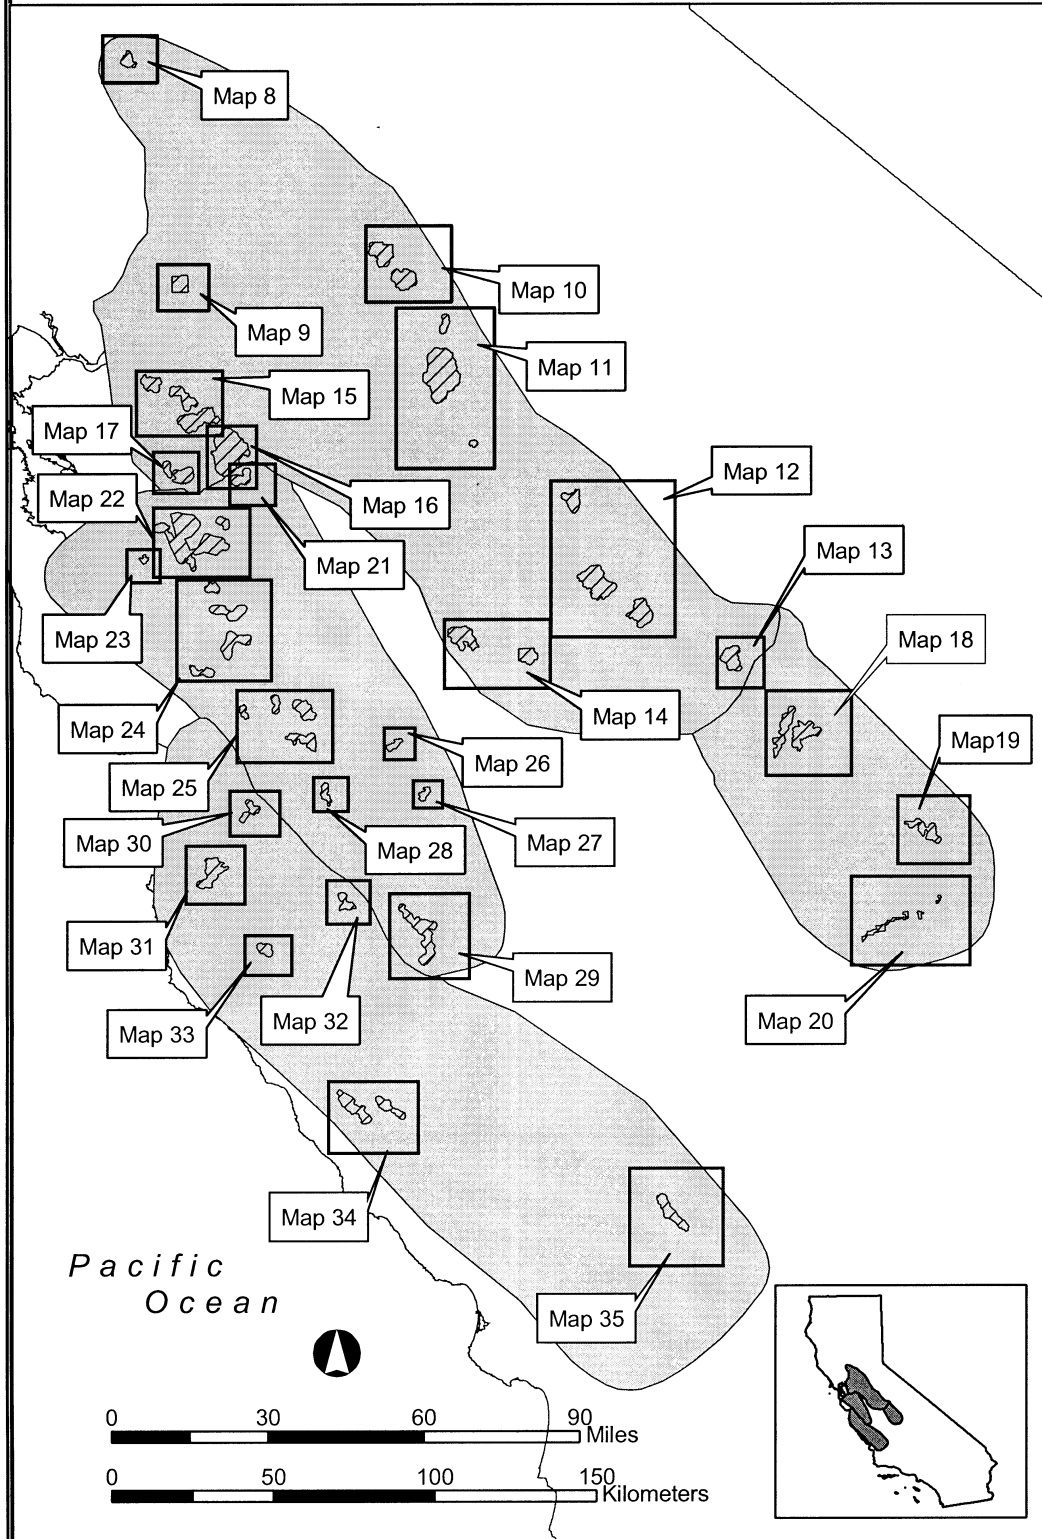 Map 8
Map 10
Map 9
Map 11
Map 15
Map 17
Map 12
Map 22
Map 16
Map 13
Map 21
Map 23
Map 18
Map 24
Map 14
Map19
Map 26
Map 25
Map 30
Map 28
Map 27
Map 31
Map 29
Map 33
Map 32
Map 20
Map 34
Pacific
Ocean
Map 35
0 30 60 90
Miles
0 50 100 150
Kilometers